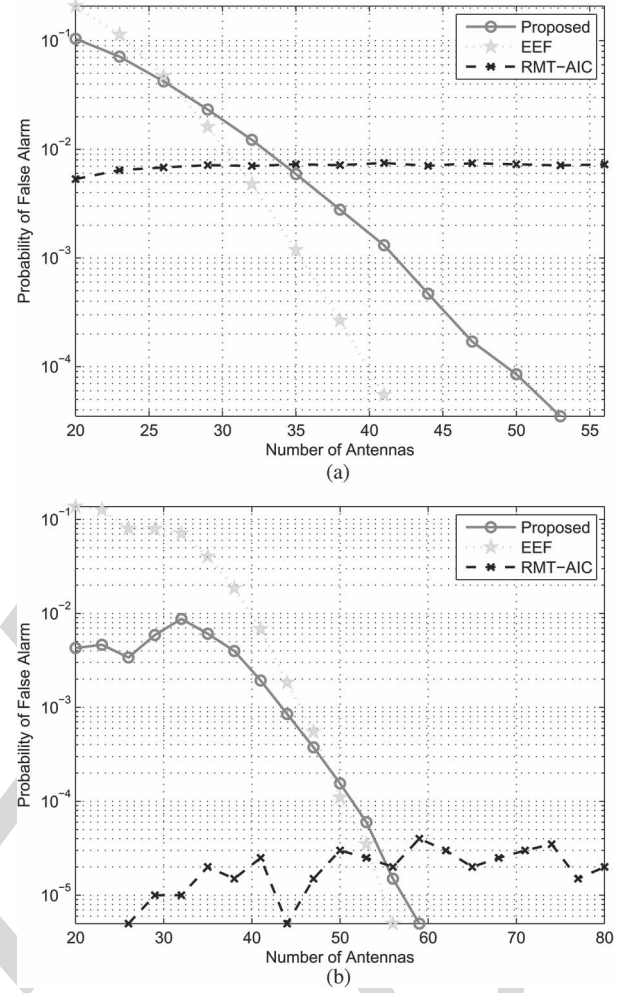 10⁻¹
10⁻²
10⁻³
10⁻⁴
Probability of False Alarm
Proposed
EEF
RMT−AIC
20 25 30 35 40 45 50 55
Number of Antennas
(a)
10⁻¹
10⁻²
10⁻³
10⁻⁴
10⁻⁵
Probability of False Alarm
Proposed
EEF
RMT−AIC
20 30 40 50 60 70 80
Number of Antennas
(b)